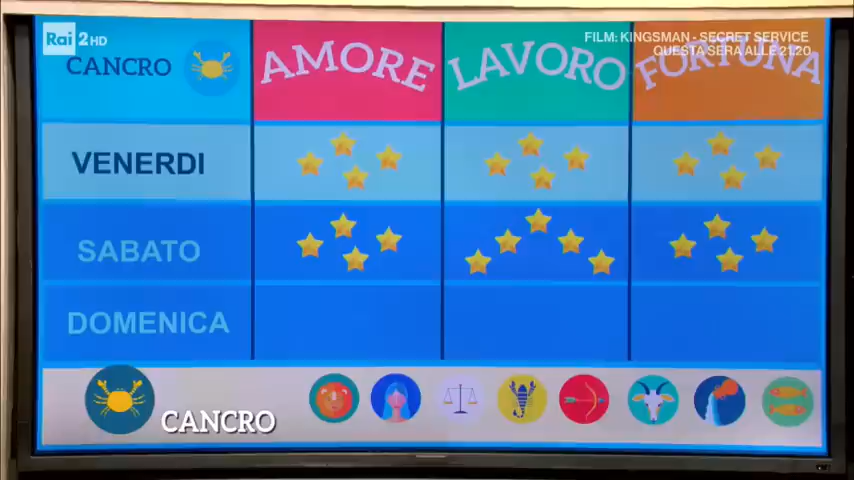 Rai 2 HD
FILM: KINGSMAN - SECRET SERVICE
QUESTA SERA ALLE 21.20
CANCRO
AMORE
LAVORO
FORTUNA
VENERDI
SABATO
DOMENICA
CANCRO